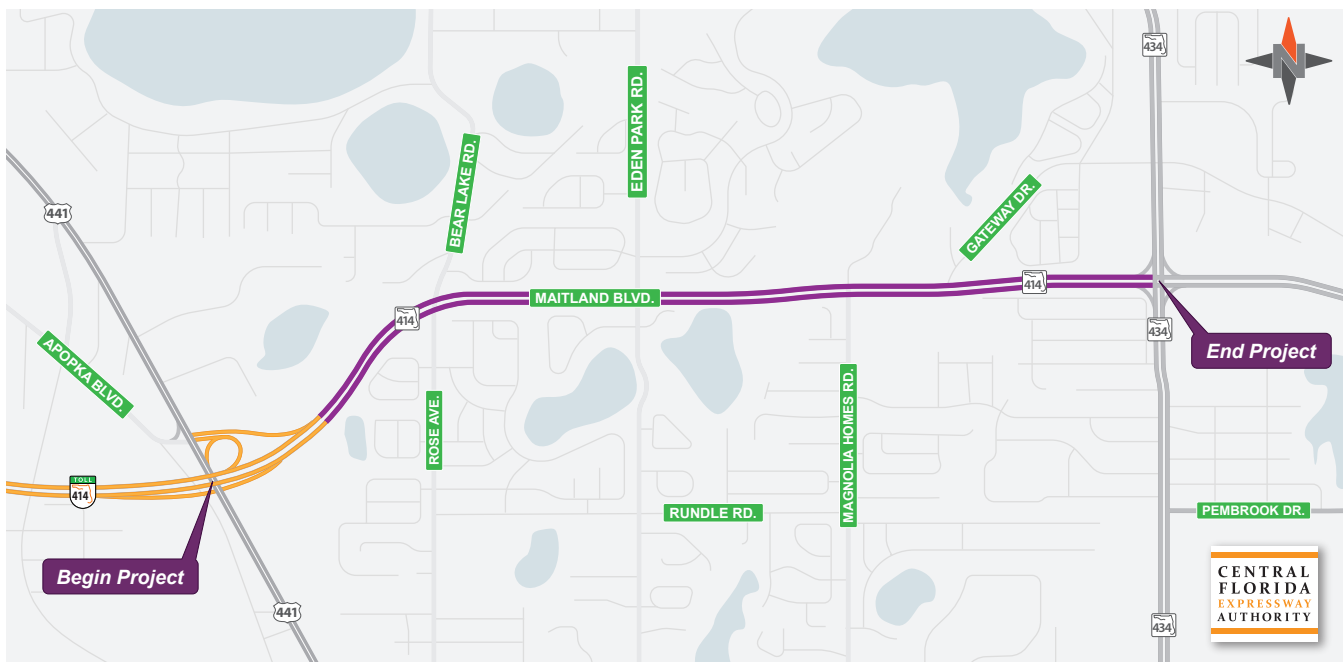 434
N
EDEN PARK RD.
BEAR LAKE RD.
441
GATEWAY DR.
414
MAITLAND BLVD.
414
434
End Project
APOPKA BLVD.
ROSE AVE.
MAGNOLIA HOMES RD.
TOLL
414
RUNDLE RD.
PEMBROOK DR.
Begin Project
441
434
CENTRAL
FLORIDA
EXPRESSWAY
AUTHORITY